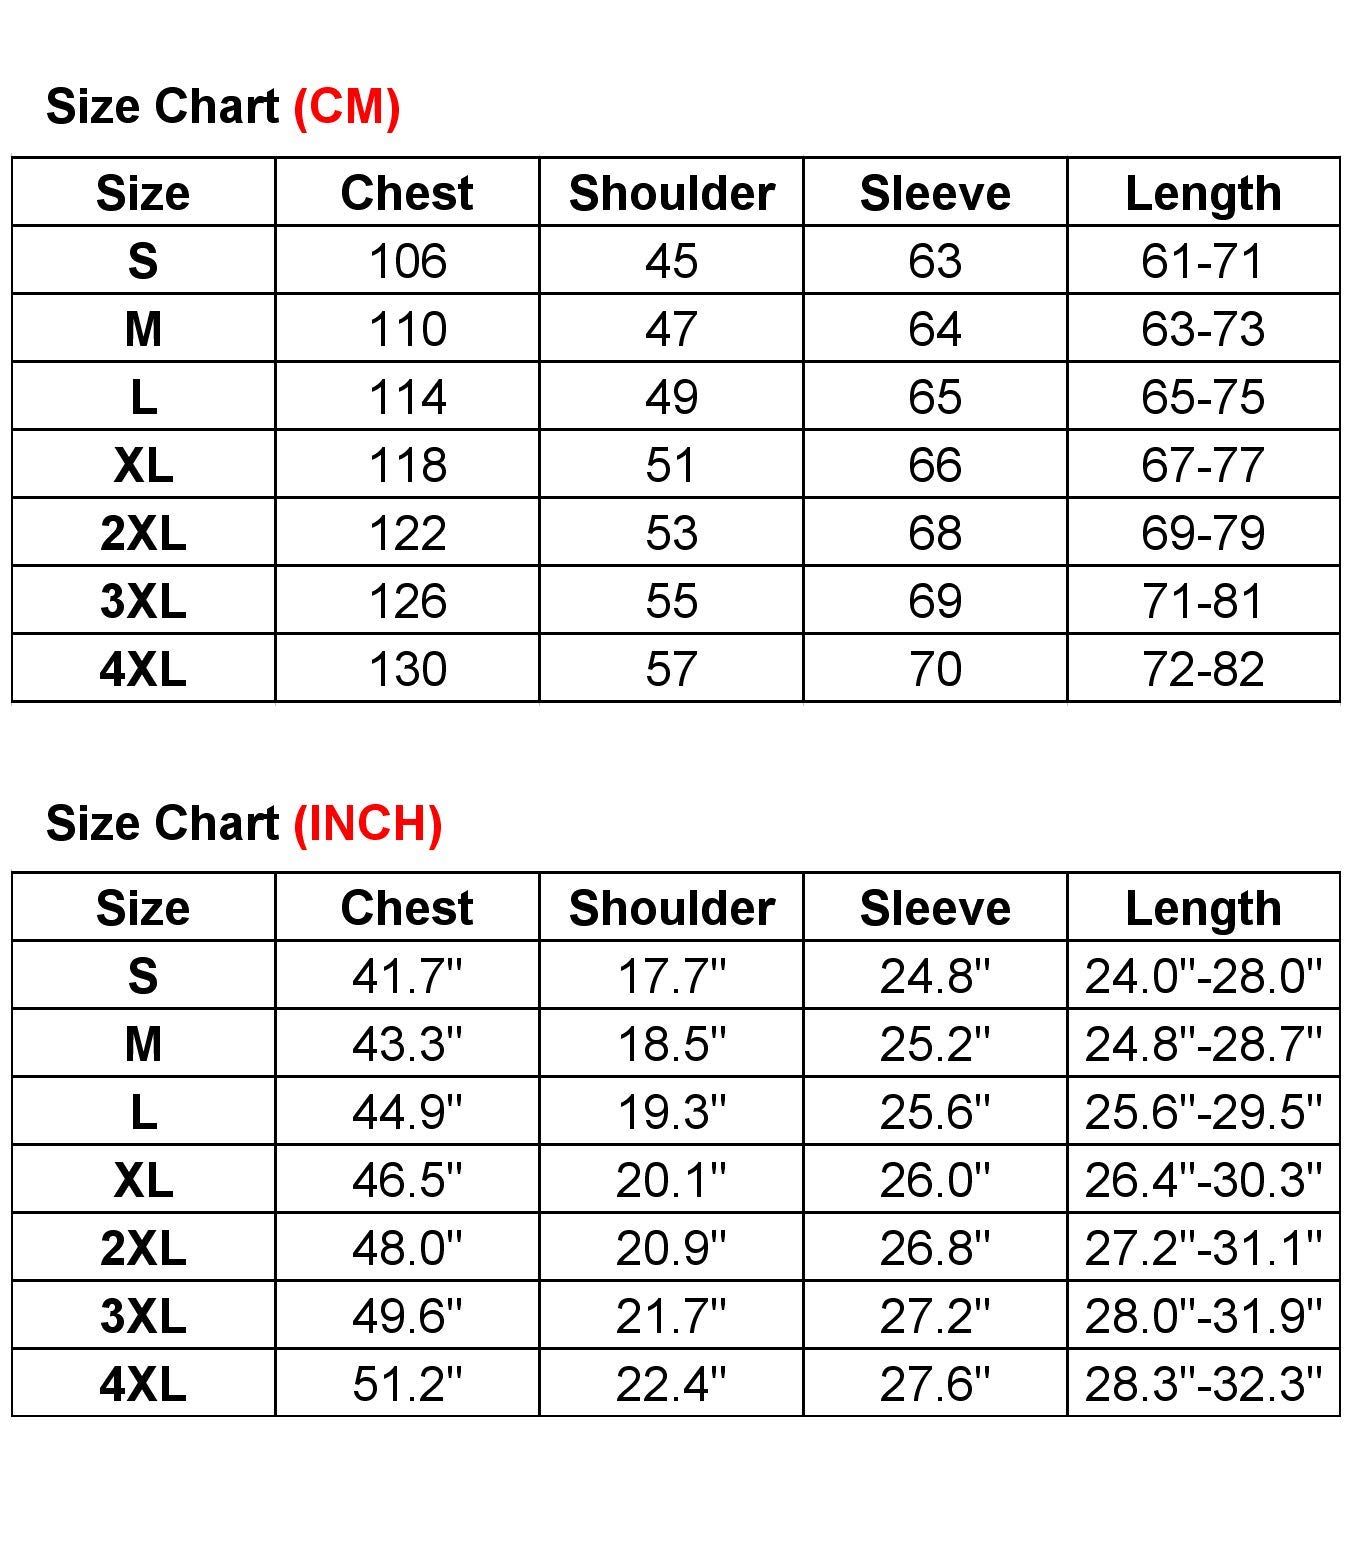 Size Chart (CM)
Size Chest Shoulder Sleeve Length
S 106 45 63 61-71
M 110 47 64 63-73
L 114 49 65 65-75
XL 118 51 66 67-77
2XL 122 53 68 69-79
3XL 126 55 69 71-81
4XL 130 57 70 72-82
Size Chart (INCH)
Size Chest Shoulder Sleeve Length
S 41.7" 17.7" 24.8" 24.0"-28.0"
M 43.3" 18.5" 25.2" 24.8"-28.7"
L 44.9" 19.3" 25.6" 25.6"-29.5"
XL 46.5" 20.1" 26.0" 26.4"-30.3"
2XL 48.0" 20.9" 26.8" 27.2"-31.1"
3XL 49.6" 21.7" 27.2" 28.0"-31.9"
4XL 51.2" 22.4" 27.6" 28.3"-32.3"